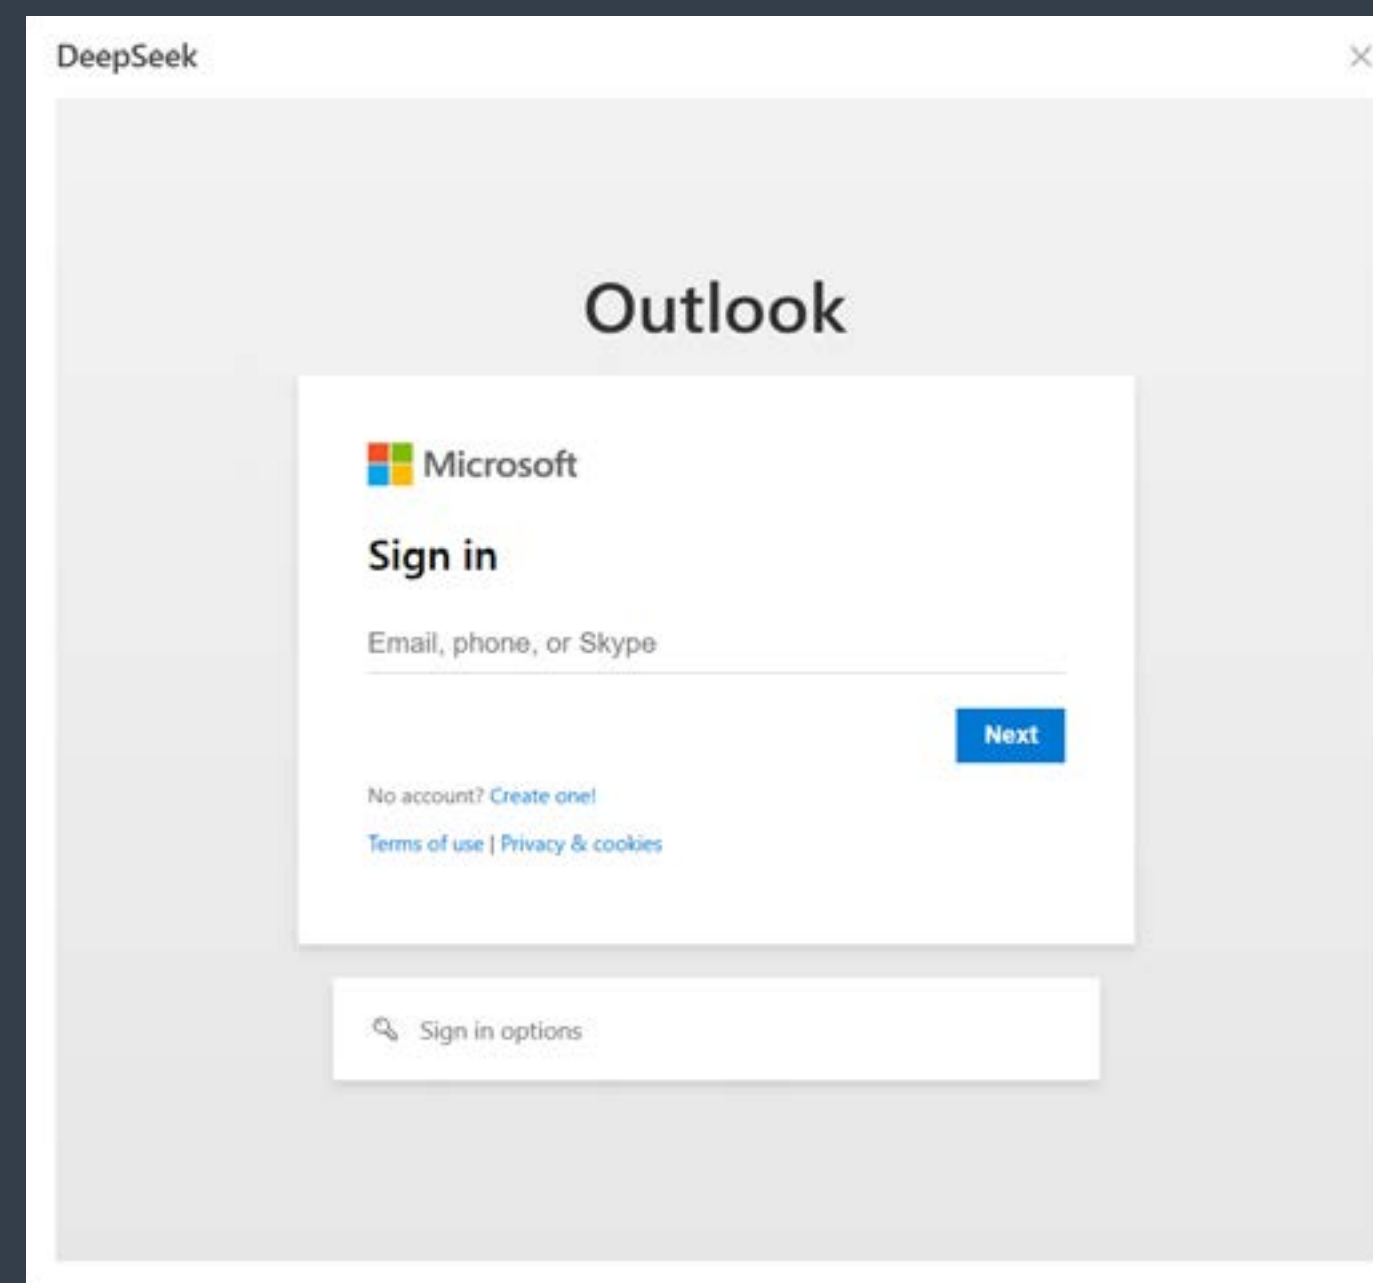 DeepSeek
Outlook
Microsoft
Sign in
Email, phone, or Skype
Next
No account? Create one!
Terms of use | Privacy & cookies
Sign in options